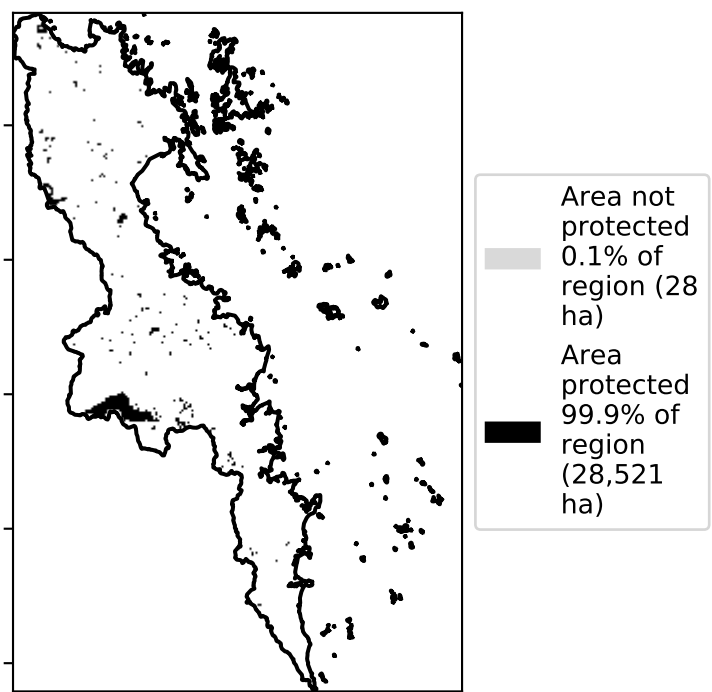 Area not
protected
0.1% of
region (28
ha)
Area
protected
99.9% of
region
(28,521
ha)